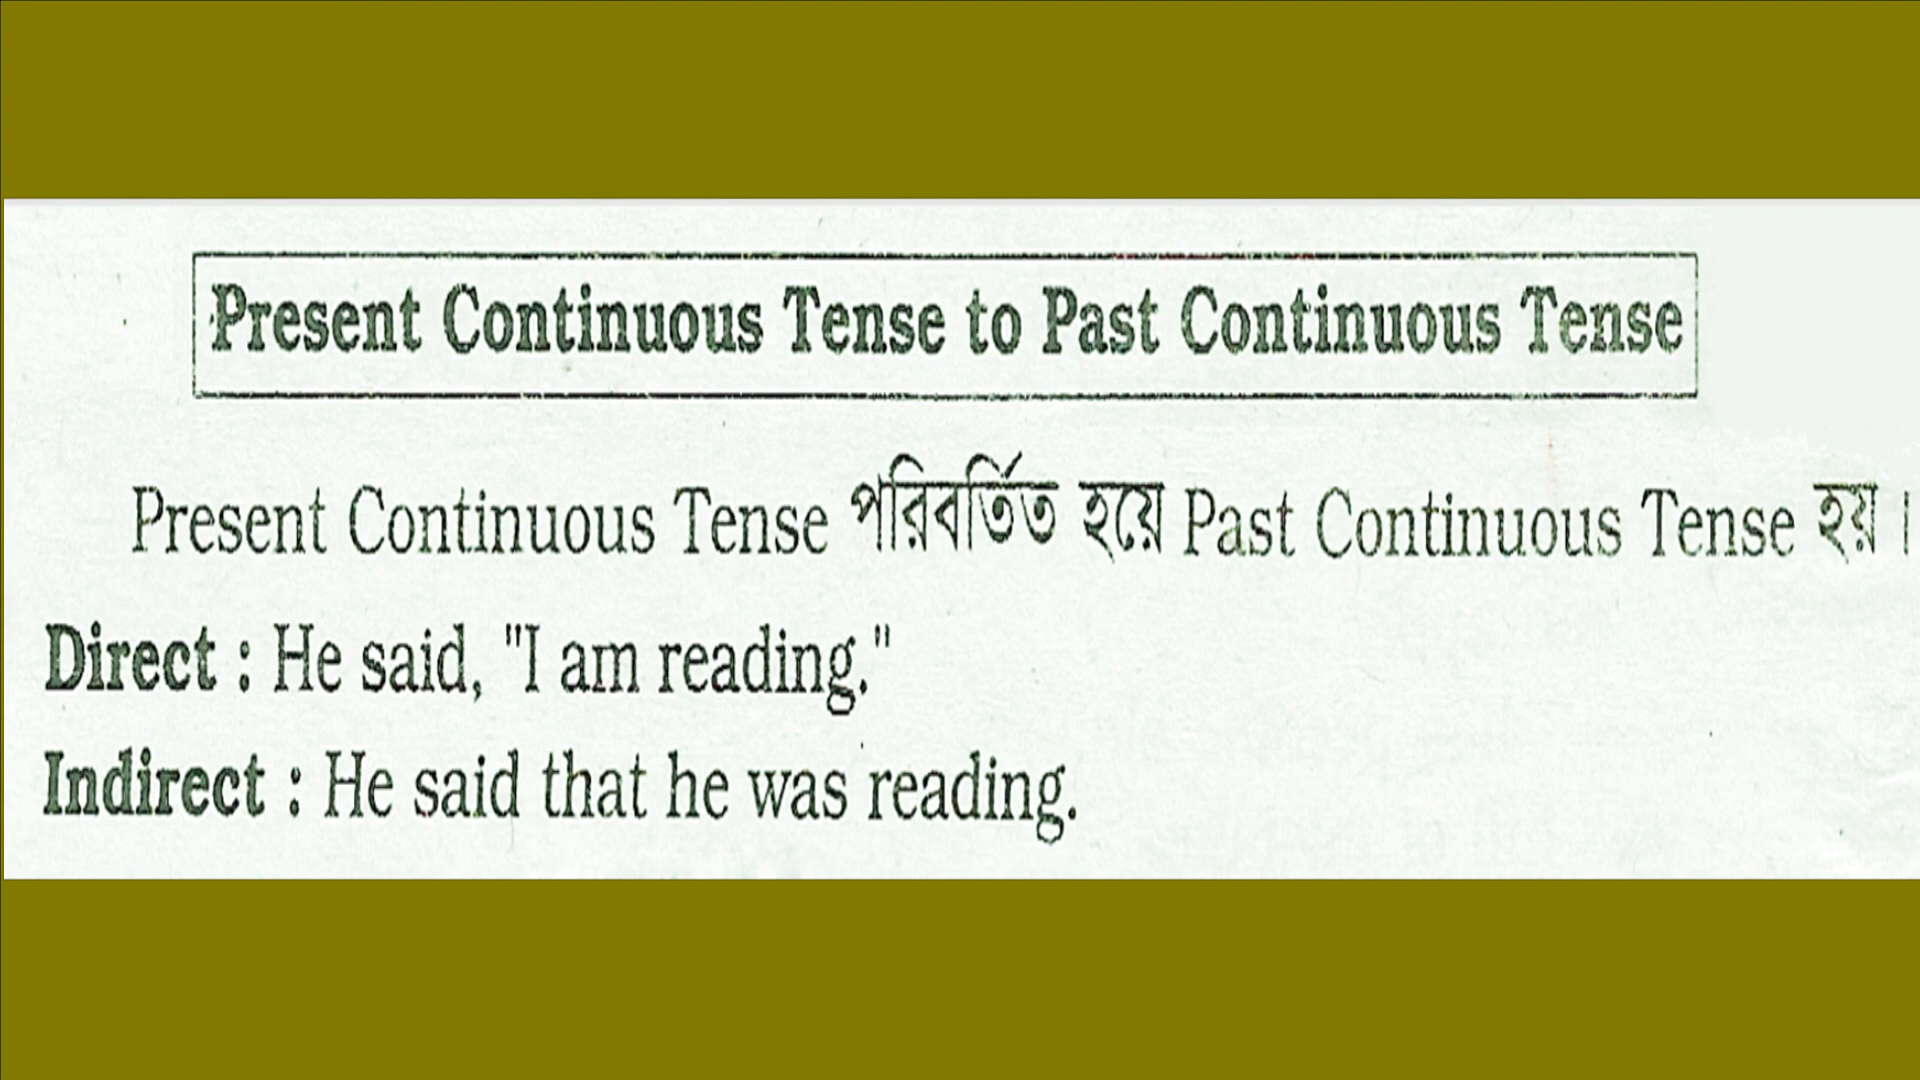 Present Continuous Tense to Past Continuous Tense
Present Continuous Tense পরিবর্তিত হয়ে Past Continuous Tense হয় ।
Direct : He said, "I am reading."
Indirect : He said that he was reading.